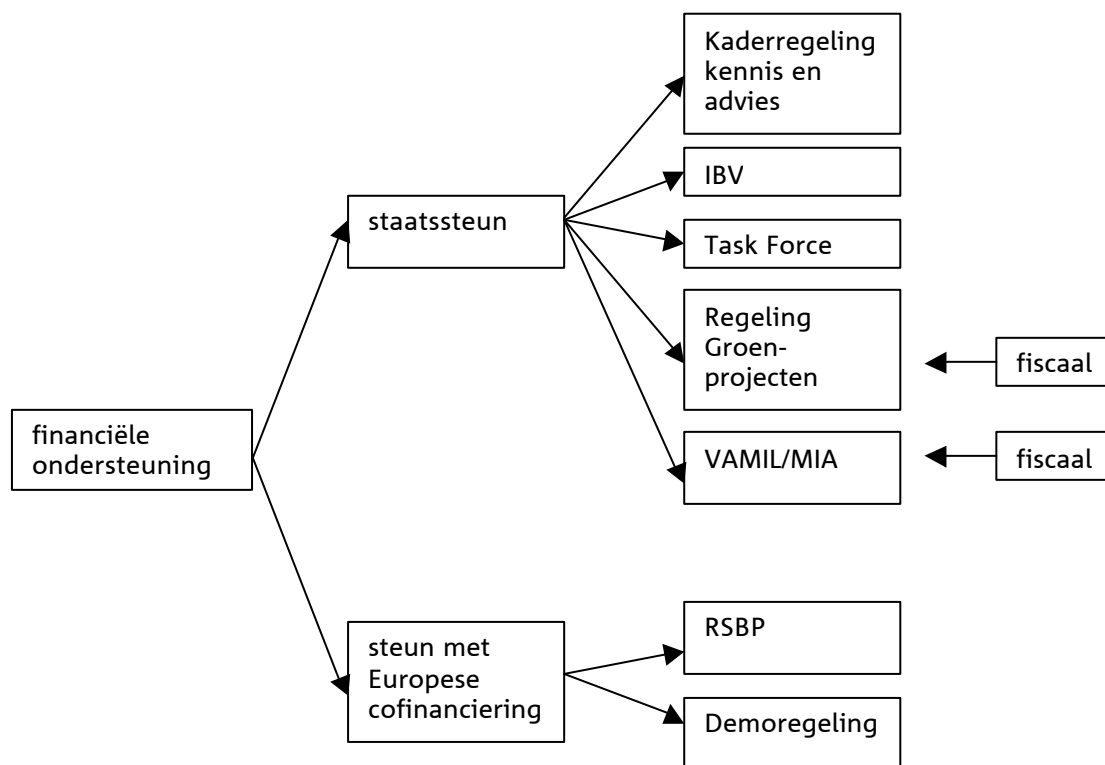 Kaderregeling
kennis en
advies
IBV
staatssteun
Task Force
Regeling
Groen-
projecten
fiscaal
financiële
ondersteuning
VAMIL/MIA
fiscaal
steun met
Europese
cofinanciering
RSBP
Demoregeling